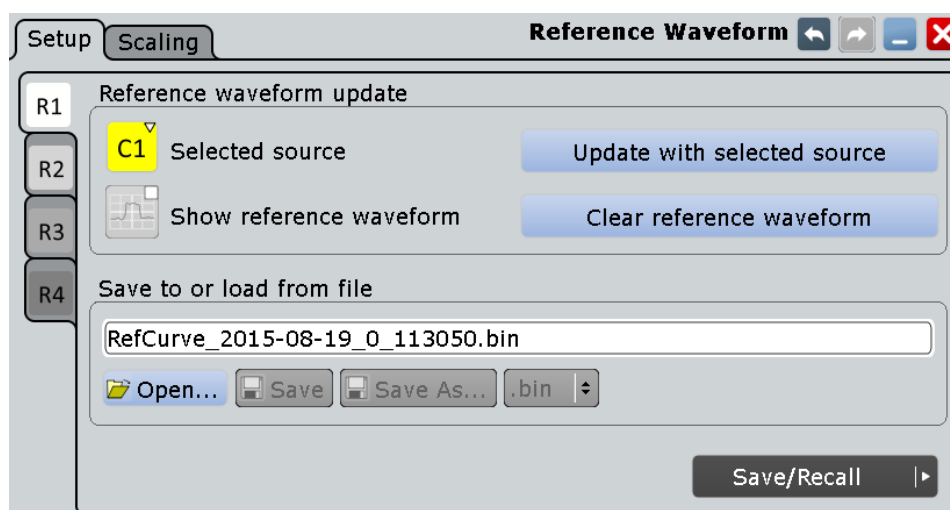 Setup Scaling Reference Waveform
R1 Reference waveform update
C1 Selected source Update with selected source
R2
Show reference waveform Clear reference waveform
R3
R4 Save to or load from file
RefCurve_2015-08-19_0_113050.bin
Open... Save Save As... .bin
Save/Recall